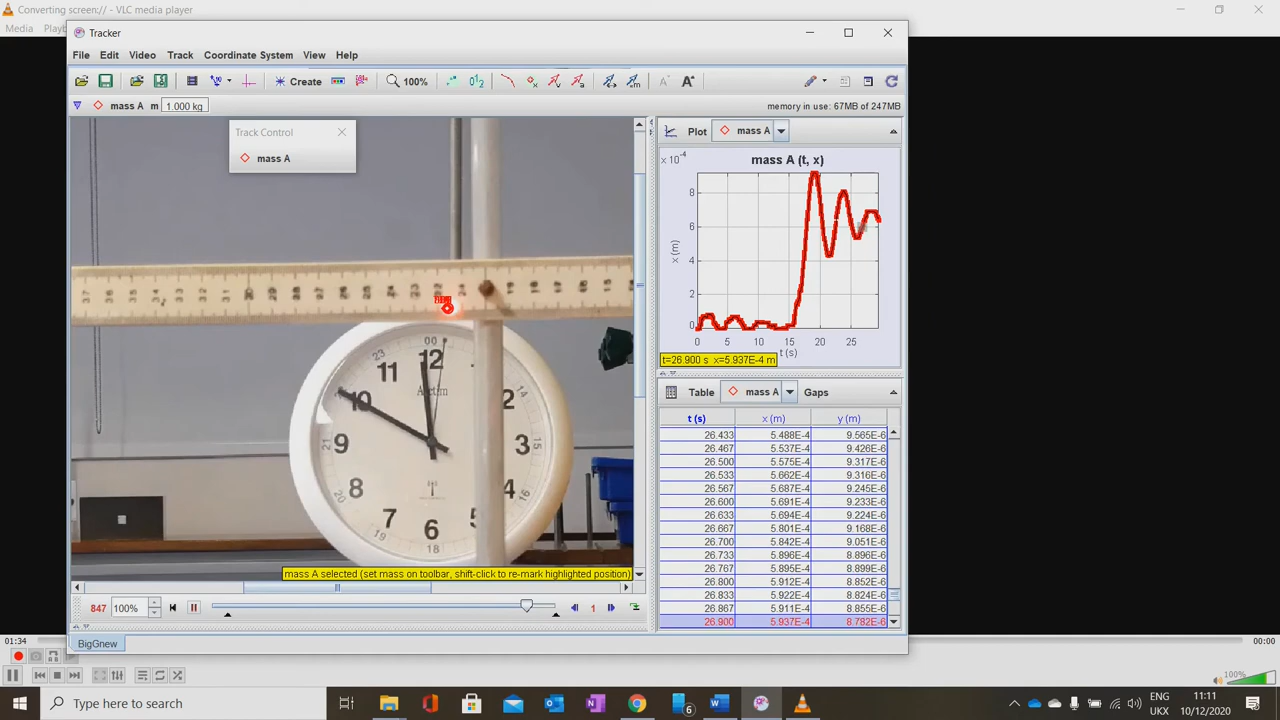 Converting screen:// - VLC media player
Media
Tracker
File Edit Video Track Coordinate System View Help
Create 100%
mass A m 1.000 kg
memory in use: 67MB of 247MB
Track Control
mass A
Plot mass A
mass A (t, x)
x 10⁻⁴
x (m)
8
6
4
2
0
0 5 10 15 20 25
t (s)
t=26.900 s x=5.937E-4 m
Table mass A Gaps
t (s) x (m) y (m)
26.433 5.488E-4 9.565E-6
26.467 5.537E-4 9.426E-6
26.500 5.575E-4 9.317E-6
26.533 5.662E-4 9.316E-6
26.567 5.687E-4 9.245E-6
26.600 5.691E-4 9.233E-6
26.633 5.694E-4 9.224E-6
26.667 5.801E-4 9.168E-6
26.700 5.842E-4 9.051E-6
26.733 5.896E-4 8.896E-6
26.767 5.895E-4 8.899E-6
26.800 5.912E-4 8.852E-6
26.833 5.922E-4 8.824E-6
26.867 5.911E-4 8.855E-6
26.900 5.937E-4 8.782E-6
00
23 12
11
10 2 14
9 3 15
20 8 4 16
7 5
19 6
18
mass A selected (set mass on toolbar, shift-click to re-mark highlighted position)
847 100% 1
BigGnew
01:34 00:00
100%
Type here to search
6
ENG
UKX
11:11
10/12/2020